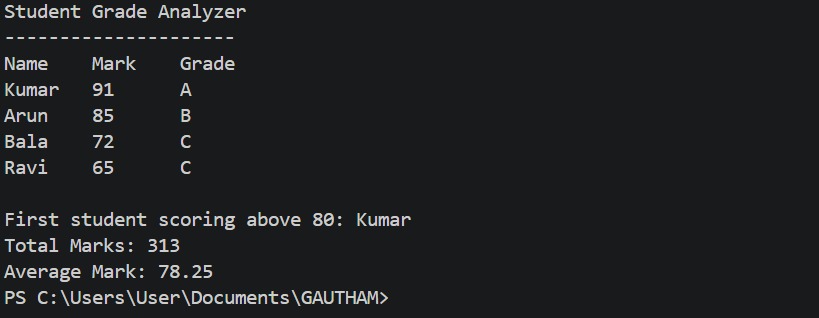 Student Grade Analyzer
---------------------
Name    Mark    Grade
Kumar   91      A
Arun    85      B
Bala    72      C
Ravi    65      C

First student scoring above 80: Kumar
Total Marks: 313
Average Mark: 78.25
PS C:\Users\User\Documents\GAUTHAM>